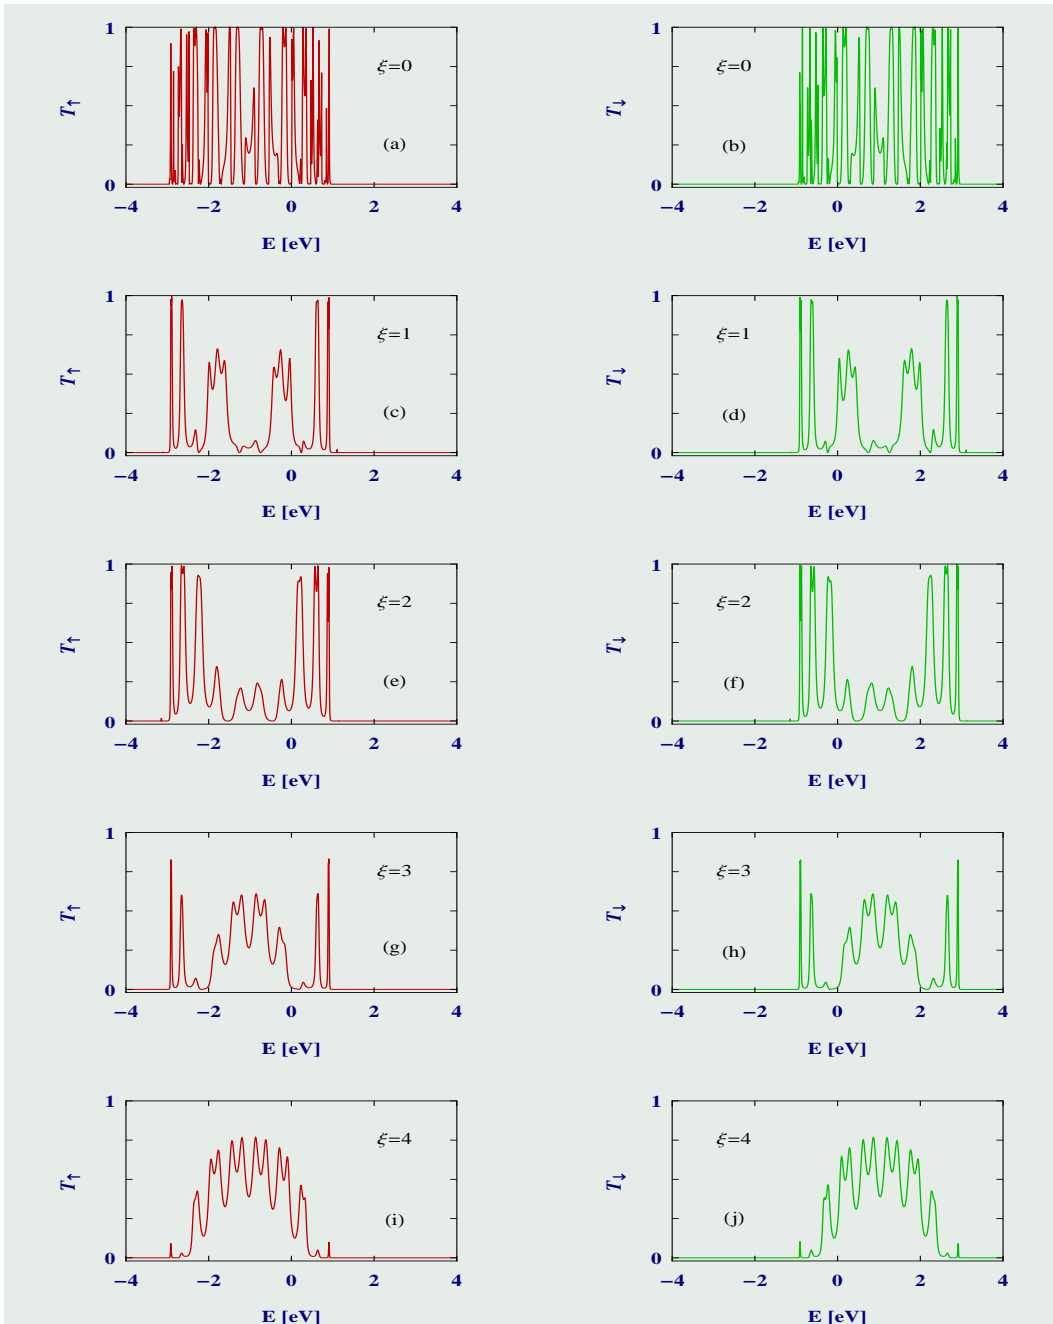 1 ξ=0 T↑ (a) 0
−4 −2 0 2 4
E [eV]
1 ξ=0 T↓ (b) 0
−4 −2 0 2 4
E [eV]
1 ξ=1 T↑ (c) 0
−4 −2 0 2 4
E [eV]
1 ξ=1 T↓ (d) 0
−4 −2 0 2 4
E [eV]
1 ξ=2 T↑ (e) 0
−4 −2 0 2 4
E [eV]
1 ξ=2 T↓ (f) 0
−4 −2 0 2 4
E [eV]
1 ξ=3 T↑ (g) 0
−4 −2 0 2 4
E [eV]
1 ξ=3 T↓ (h) 0
−4 −2 0 2 4
E [eV]
1 ξ=4 T↑ (i) 0
−4 −2 0 2 4
E [eV]
1 ξ=4 T↓ (j) 0
−4 −2 0 2 4
E [eV]